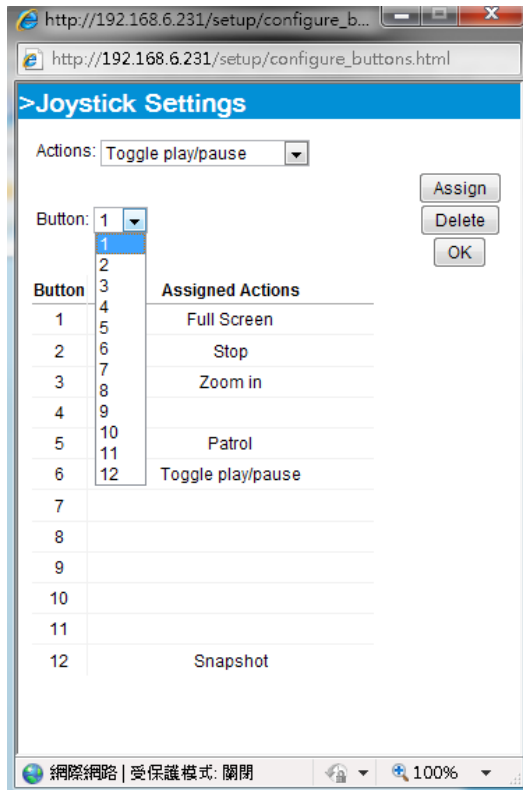 http://192.168.6.231/setup/configure_b...
http://192.168.6.231/setup/configure_buttons.html
>Joystick Settings
Actions: Toggle play/pause
Assign
Button: 1
Delete
OK
1
2
3
4
5
6
7
8
9
10
11
12
Button Assigned Actions
1 Full Screen
2 Stop
3 Zoom in
4
5 Patrol
6 Toggle play/pause
7
8
9
10
11
12 Snapshot
網際網路 | 受保護模式: 關閉
100%